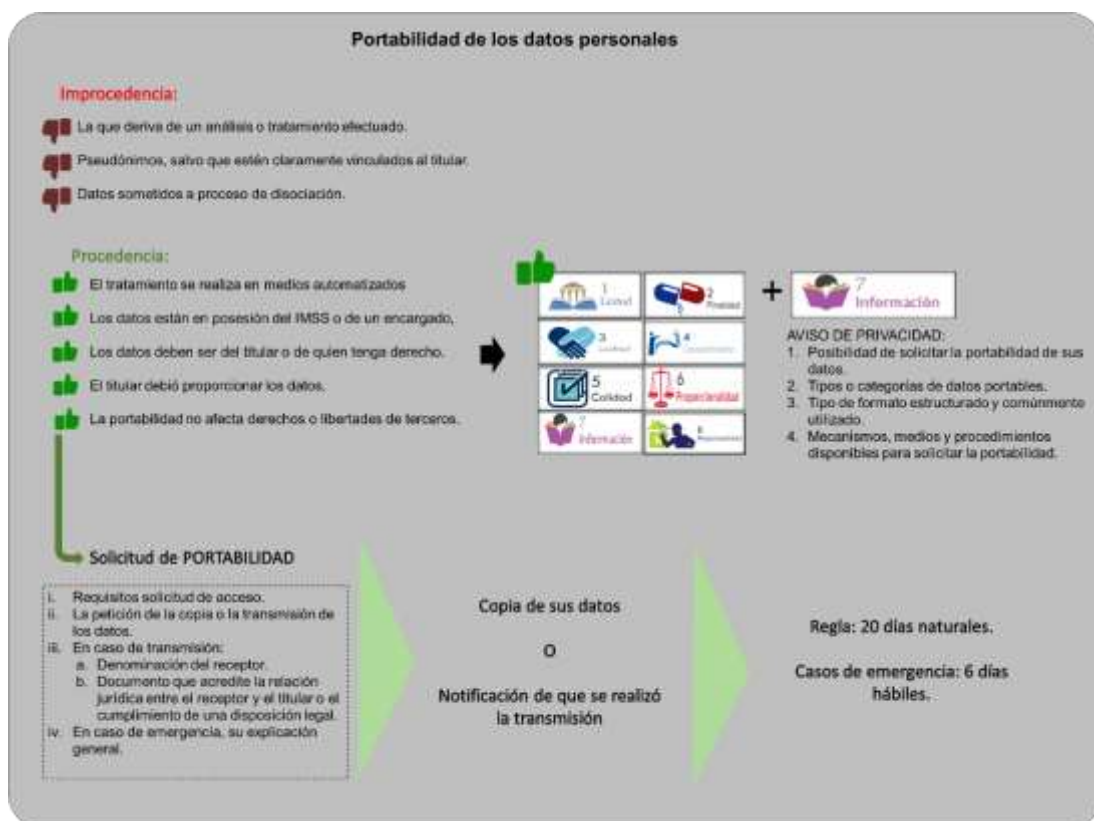 Portabilidad de los datos personales
Improcedencia:
La que deriva de un análisis o tratamiento efectuado.
Pseudónimos, salvo que estén claramente vinculados al titular.
Datos sometidos a proceso de disociación.
Procedencia:
El tratamiento se realiza en medios automatizados
Los datos están en posesión del IMSS o de un encargado,
Los datos deben ser del titular o de quien tenga derecho.
El titular debió proporcionar los datos.
La portabilidad no afecta derechos o libertades de terceros.
1
2
3
4
5
Calidad
6
Proporcionalidad
7
Información
8
+
7
Información
AVISO DE PRIVACIDAD:
1. Posibilidad de solicitar la portabilidad de sus
datos.
2. Tipos o categorías de datos portables.
3. Tipo de formato estructurado y comúnmente
utilizado.
4. Mecanismos, medios y procedimientos
disponibles para solicitar la portabilidad.
Solicitud de PORTABILIDAD
i. Requisitos solicitud de acceso.
ii. La petición de la copia o la transmisión de
los datos.
iii. En caso de transmisión:
a. Denominación del receptor.
b. Documento que acredite la relación
jurídica entre el receptor y el titular o el
cumplimiento de una disposición legal.
iv. En caso de emergencia, su explicación
general.
Copia de sus datos
O
Notificación de que se realizó
la transmisión
Regla: 20 días naturales.
Casos de emergencia: 6 días
hábiles.